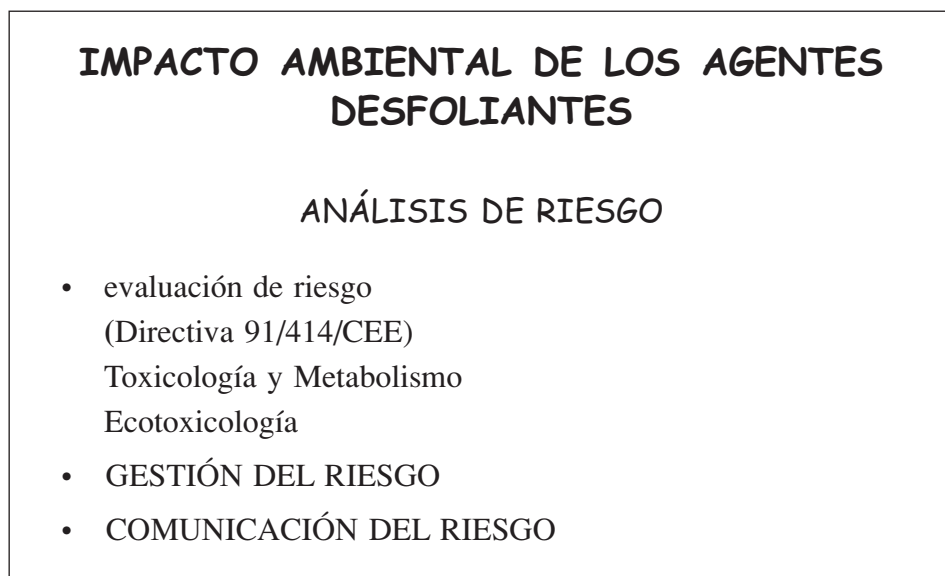 IMPACTO AMBIENTAL DE LOS AGENTES
DESFOLIANTES
ANÁLISIS DE RIESGO
• evaluación de riesgo
(Directiva 91/414/CEE)
Toxicología y Metabolismo
Ecotoxicología
• GESTIÓN DEL RIESGO
• COMUNICACIÓN DEL RIESGO